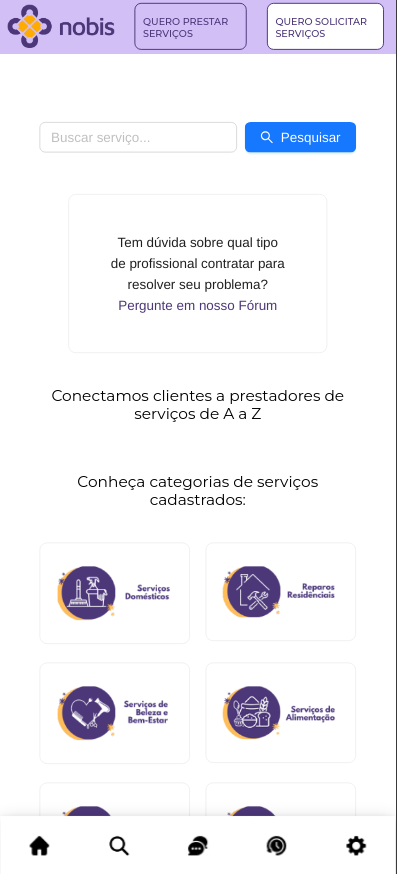 nobis
QUERO PRESTAR
SERVIÇOS
QUERO SOLICITAR
SERVIÇOS
Buscar serviço...
Pesquisar
Tem dúvida sobre qual tipo
de profissional contratar para
resolver seu problema?
Pergunte em nosso Fórum
Conectamos clientes a prestadores de
serviços de A a Z
Conheça categorias de serviços
cadastrados:
Serviços
Domésticos
Reparos
Residênciais
Serviços de
Beleza e
Bem-Estar
Serviços de
Alimentação